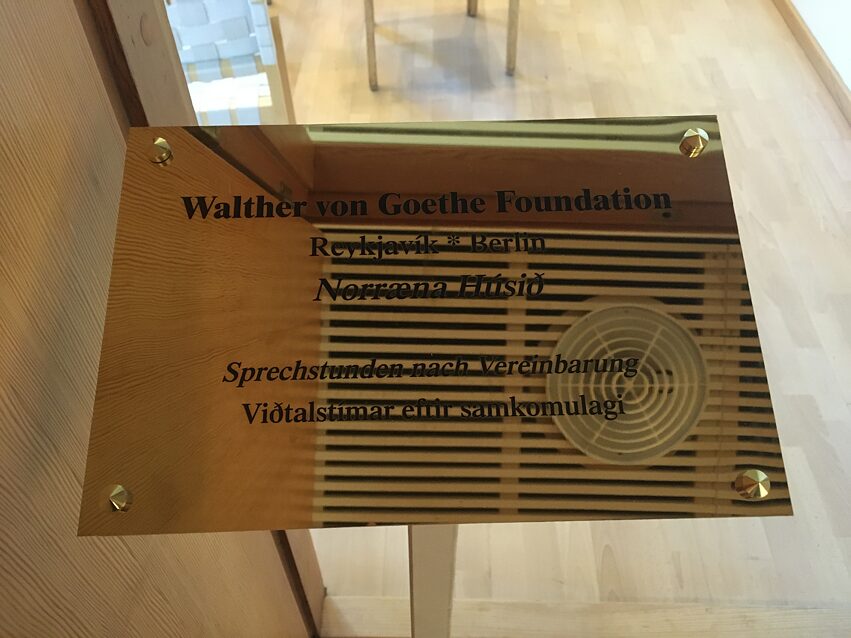 Walther von Goethe Foundation
Reykjavík * Berlin
Norræna Húsið
Sprechstunden nach Vereinbarung
Viðtalstímar eftir samkomulagi